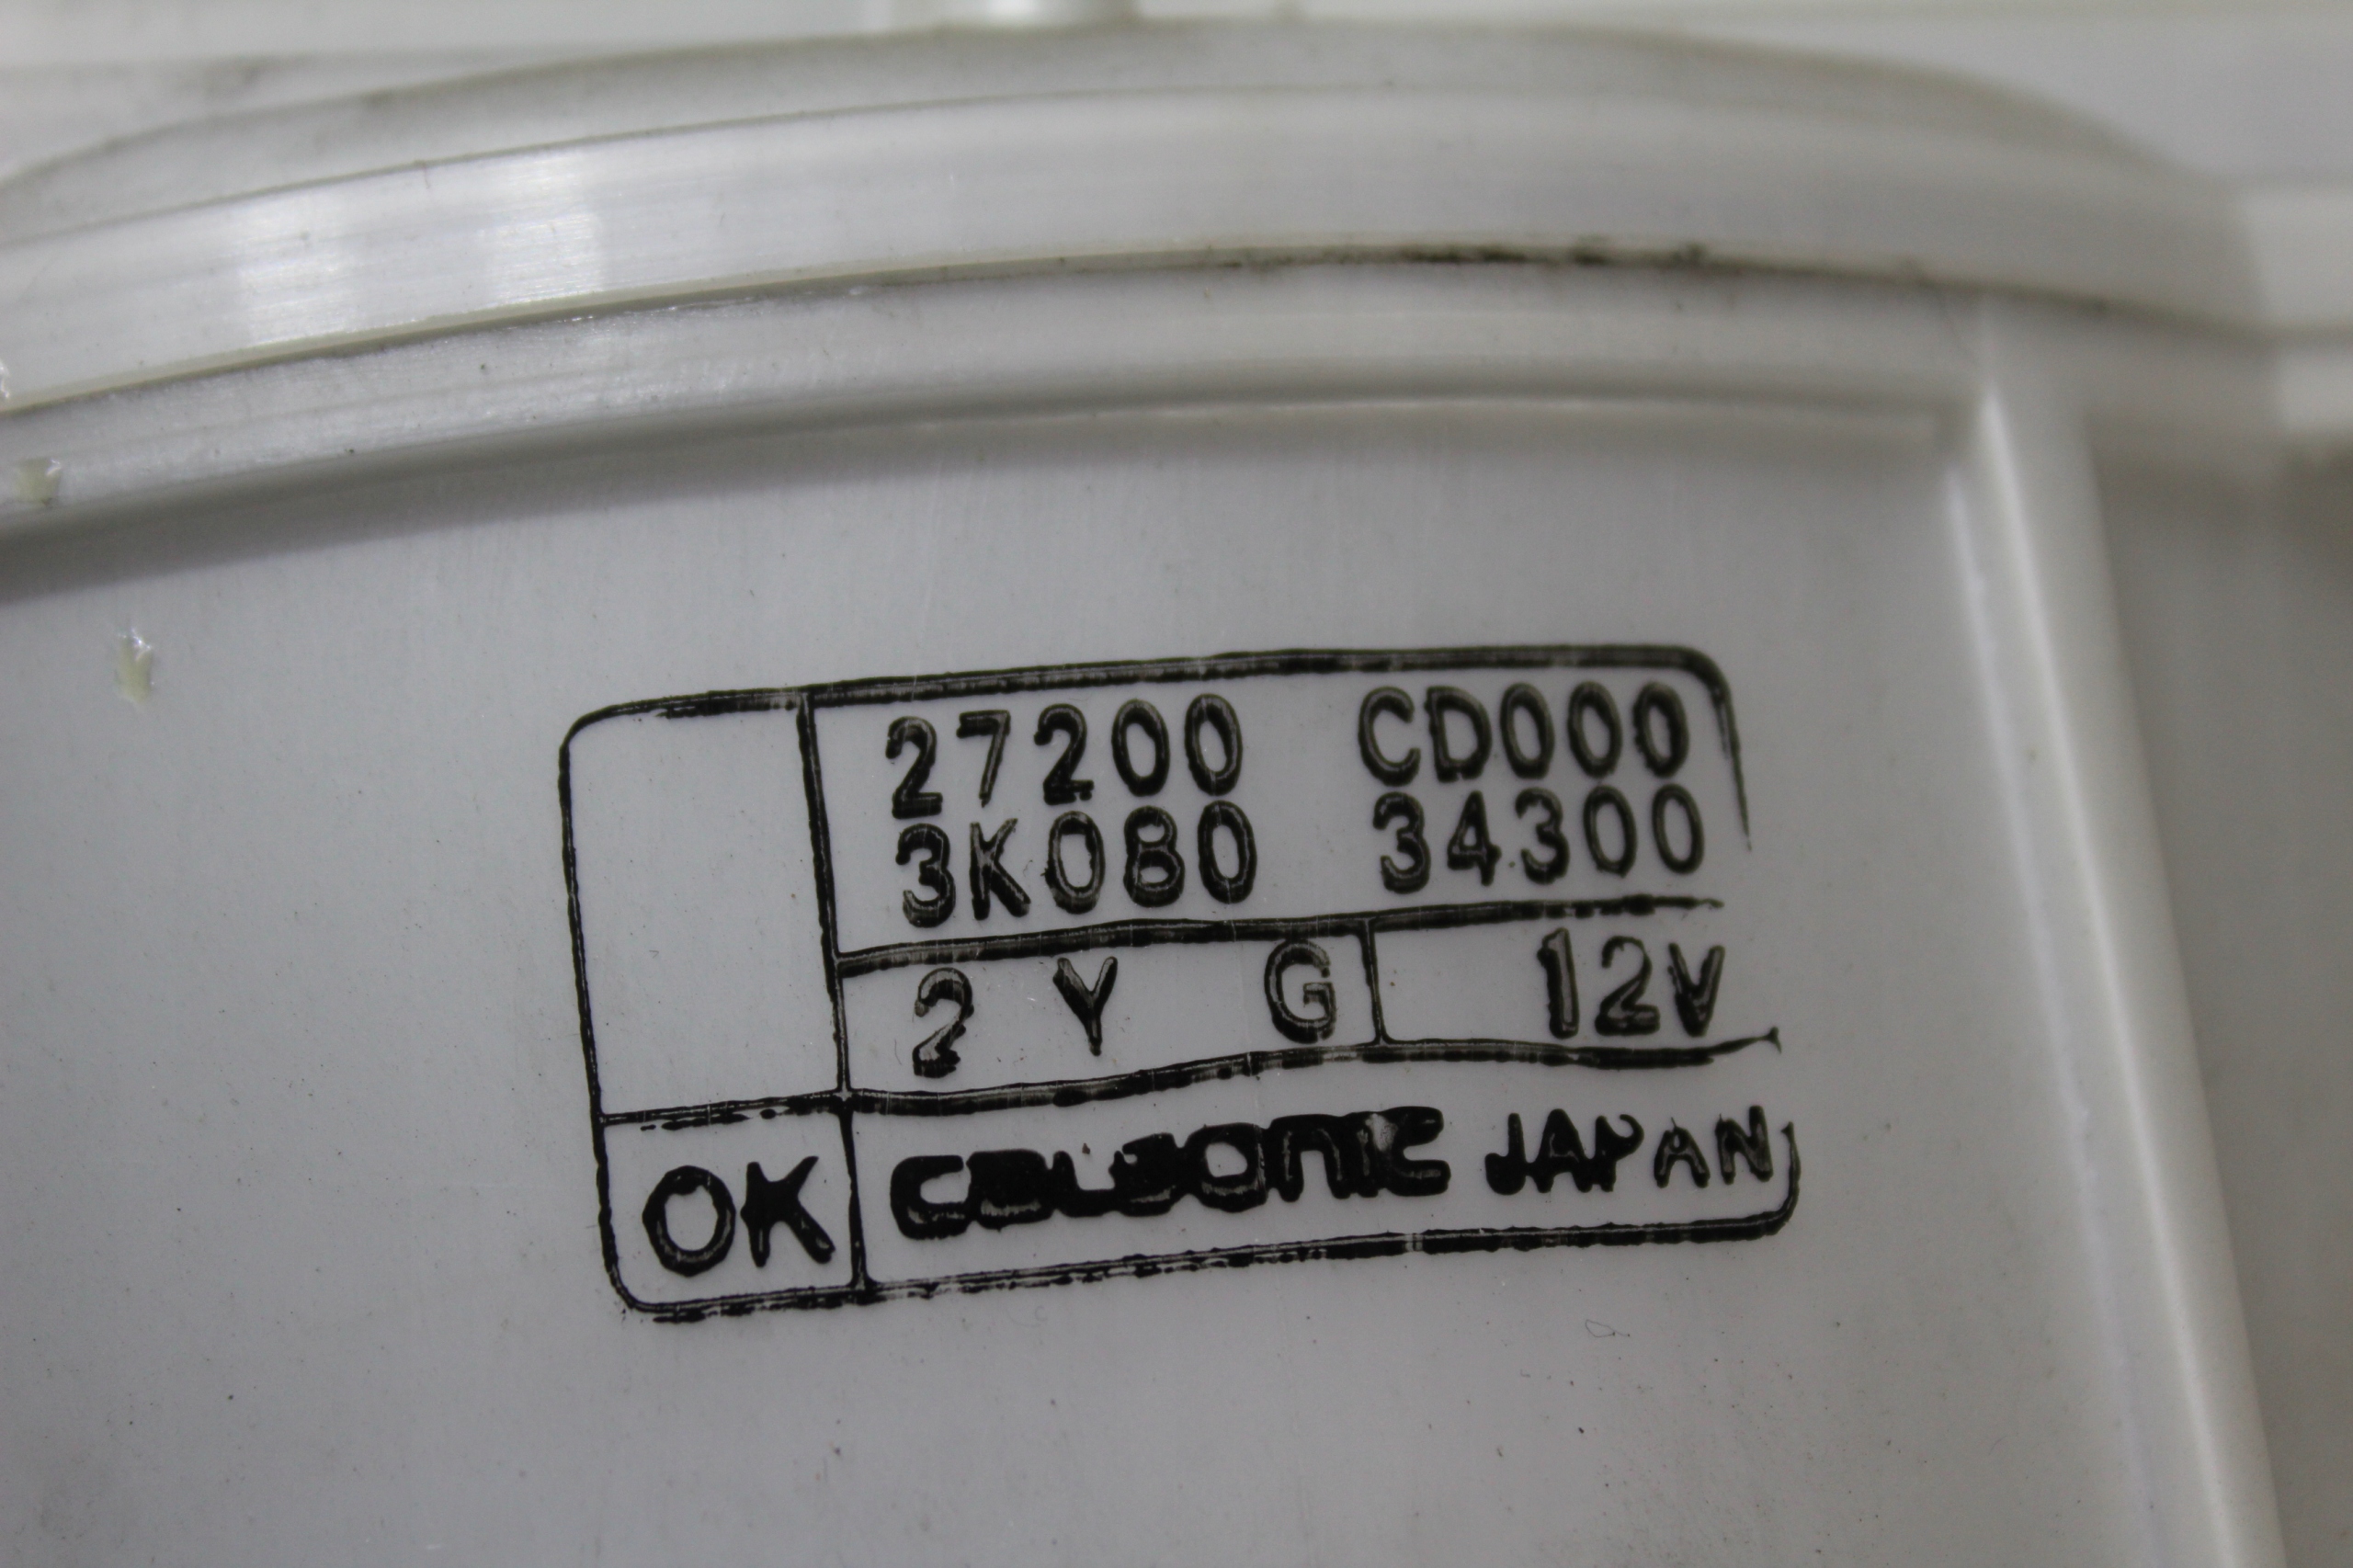 27200 CD000
3K080 34300
2 Y G 12V
OK CALSONIC JAPAN